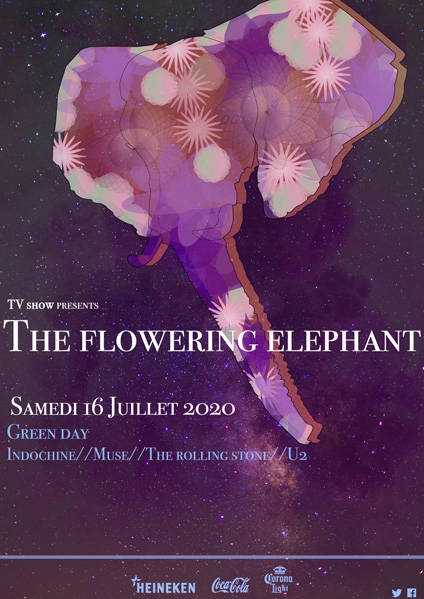 TV SHOW PRESENTS
THE FLOWERING ELEPHANT
SAMEDI 16 JUILLET 2020
GREEN DAY
INDOCHINE//MUSE//THE ROLLING STONE//U2
HEINEKEN Coca-Cola Corona Light